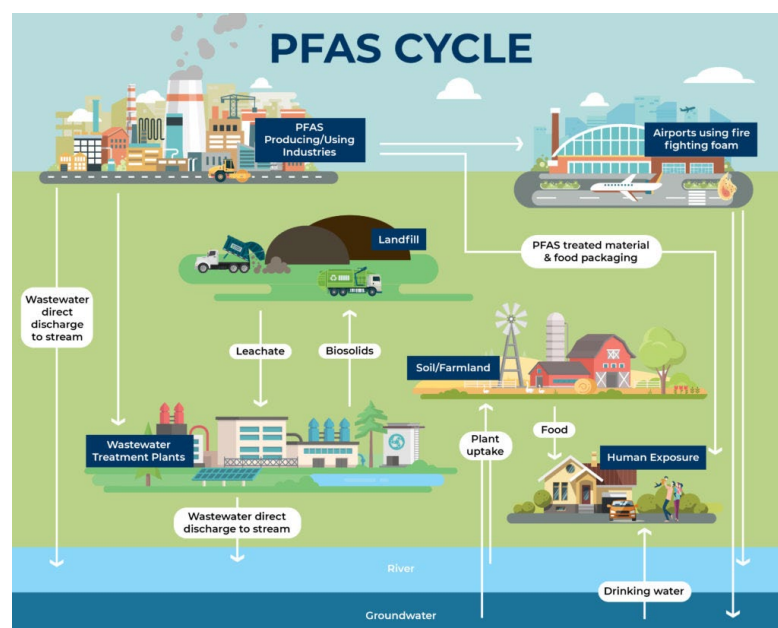 PFAS CYCLE
PFAS
Producing/Using
Industries
Airports using fire
fighting foam
Landfill
PFAS treated material
& food packaging
Wastewater
direct
discharge
to stream
Leachate
Biosolids
Soil/Farmland
Wastewater
Treatment Plants
Plant
uptake
Food
Human Exposure
Wastewater direct
discharge to stream
River
Drinking water
Groundwater